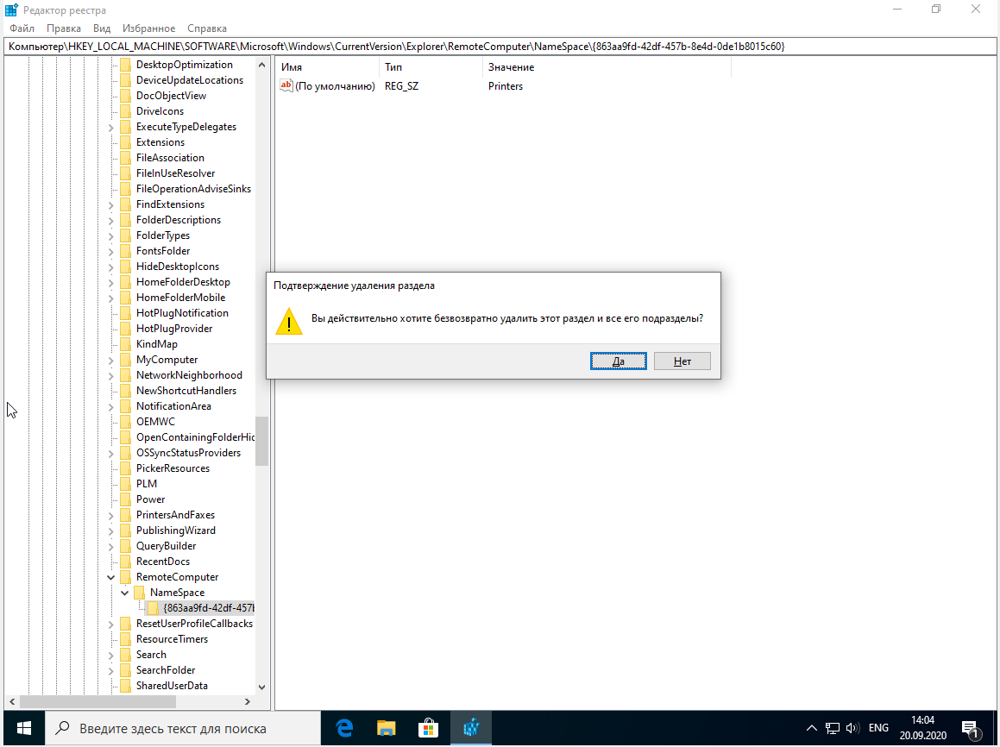 Редактор реестра
Файл Правка Вид Избранное Справка
Компьютер\HKEY_LOCAL_MACHINE\SOFTWARE\Microsoft\Windows\CurrentVersion\Explorer\RemoteComputer\NameSpace\{863aa9fd-42df-457b-8e4d-0de1b8015c60}
DesktopOptimization
DeviceUpdateLocations
DocObjectView
DriveIcons
ExecuteTypeDelegates
Extensions
FileAssociation
FileInUseResolver
FileOperationAdviseSinks
FindExtensions
FolderDescriptions
FolderTypes
FontsFolder
HideDesktopIcons
HomeFolderDesktop
HomeFolderMobile
HotPlugNotification
HotPlugProvider
KindMap
MyComputer
NetworkNeighborhood
NewShortcutHandlers
NotificationArea
OEMWC
OpenContainingFolderHid
OSSyncStatusProviders
PickerResources
PLM
Power
PrintersAndFaxes
PublishingWizard
QueryBuilder
RecentDocs
RemoteComputer
NameSpace
{863aa9fd-42df-457b
ResetUserProfileCallbacks
ResourceTimers
Search
SearchFolder
SharedUserData
Имя Тип Значение
ab (По умолчанию) REG_SZ Printers
Подтверждение удаления раздела
Вы действительно хотите безвозвратно удалить этот раздел и все его подразделы?
Да Нет
Введите здесь текст для поиска
ENG
14:04
20.09.2020
1